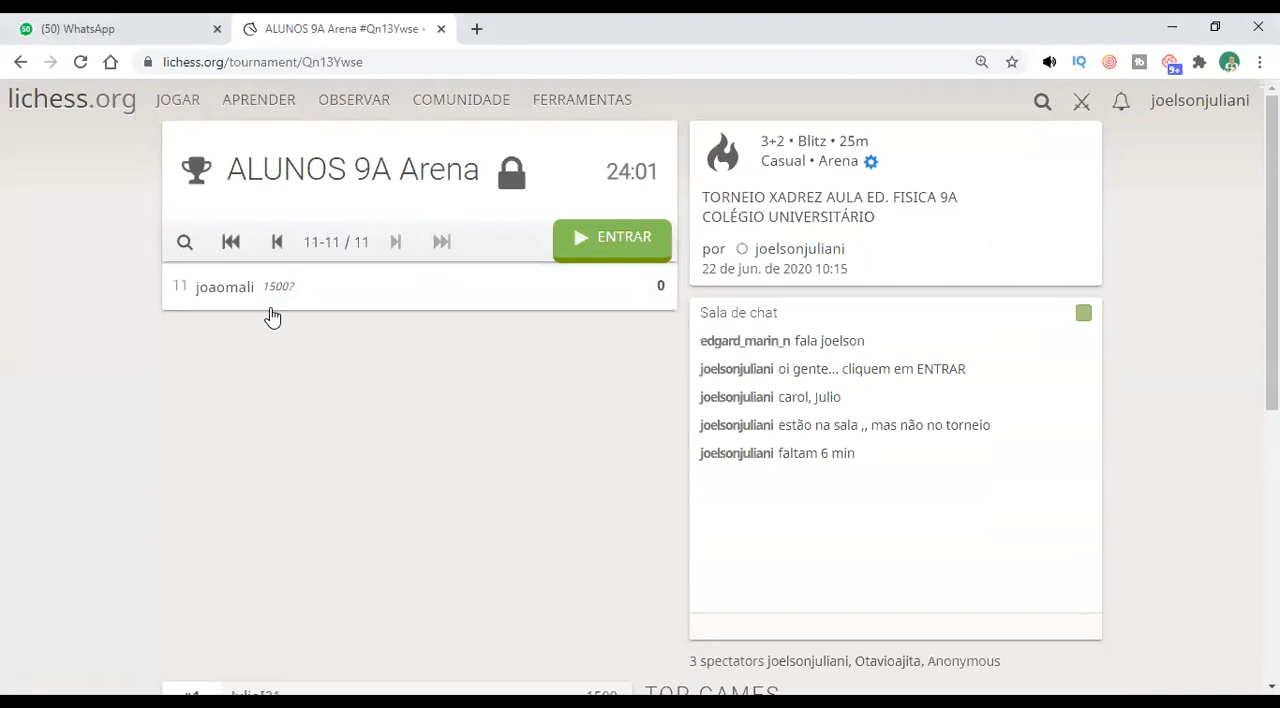 (50) WhatsApp
ALUNOS 9A Arena #Qn13Ywse -
lichess.org/tournament/Qn13Ywse
lichess.org JOGAR APRENDER OBSERVAR COMUNIDADE FERRAMENTAS joelsonjuliani
ALUNOS 9A Arena 24:01
11-11 / 11 ENTRAR
11 joaomali 1500? 0
3+2 • Blitz • 25m
Casual • Arena
TORNEIO XADREZ AULA ED. FISICA 9A
COLÉGIO UNIVERSITÁRIO
por joelsonjuliani
22 de jun. de 2020 10:15
Sala de chat
edgard_marin_n fala joelson
joelsonjuliani oi gente... cliquem em ENTRAR
joelsonjuliani carol, Julio
joelsonjuliani estão na sala ,, mas não no torneio
joelsonjuliani faltam 6 min
3 spectators joelsonjuliani, Otavioajita, Anonymous
TOP GAMES